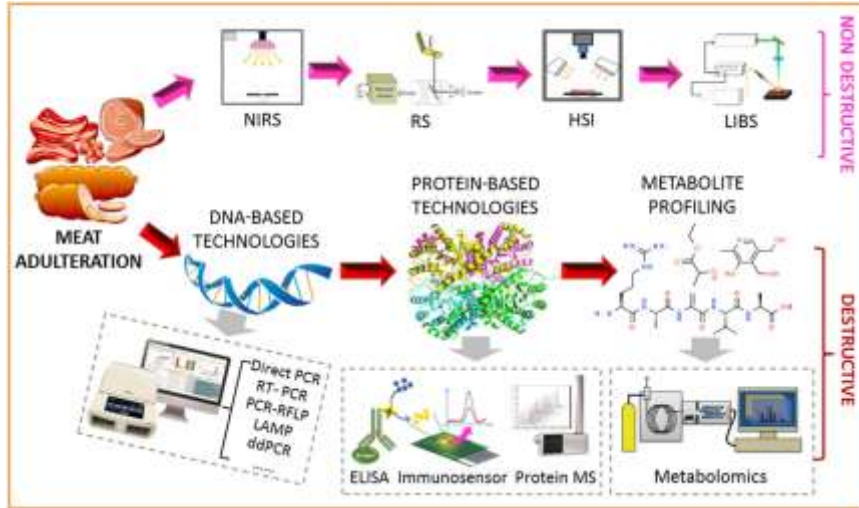 NON DESTRUCTIVE
NIRS
RS
HSI
LIBS
MEAT
ADULTERATION
DNA-BASED
TECHNOLOGIES
PROTEIN-BASED
TECHNOLOGIES
METABOLITE
PROFILING
DESTRUCTIVE
Direct PCR
RT- PCR
PCR-RFLP
LAMP
ddPCR
......
ELISA Immunosensor Protein MS
Metabolomics